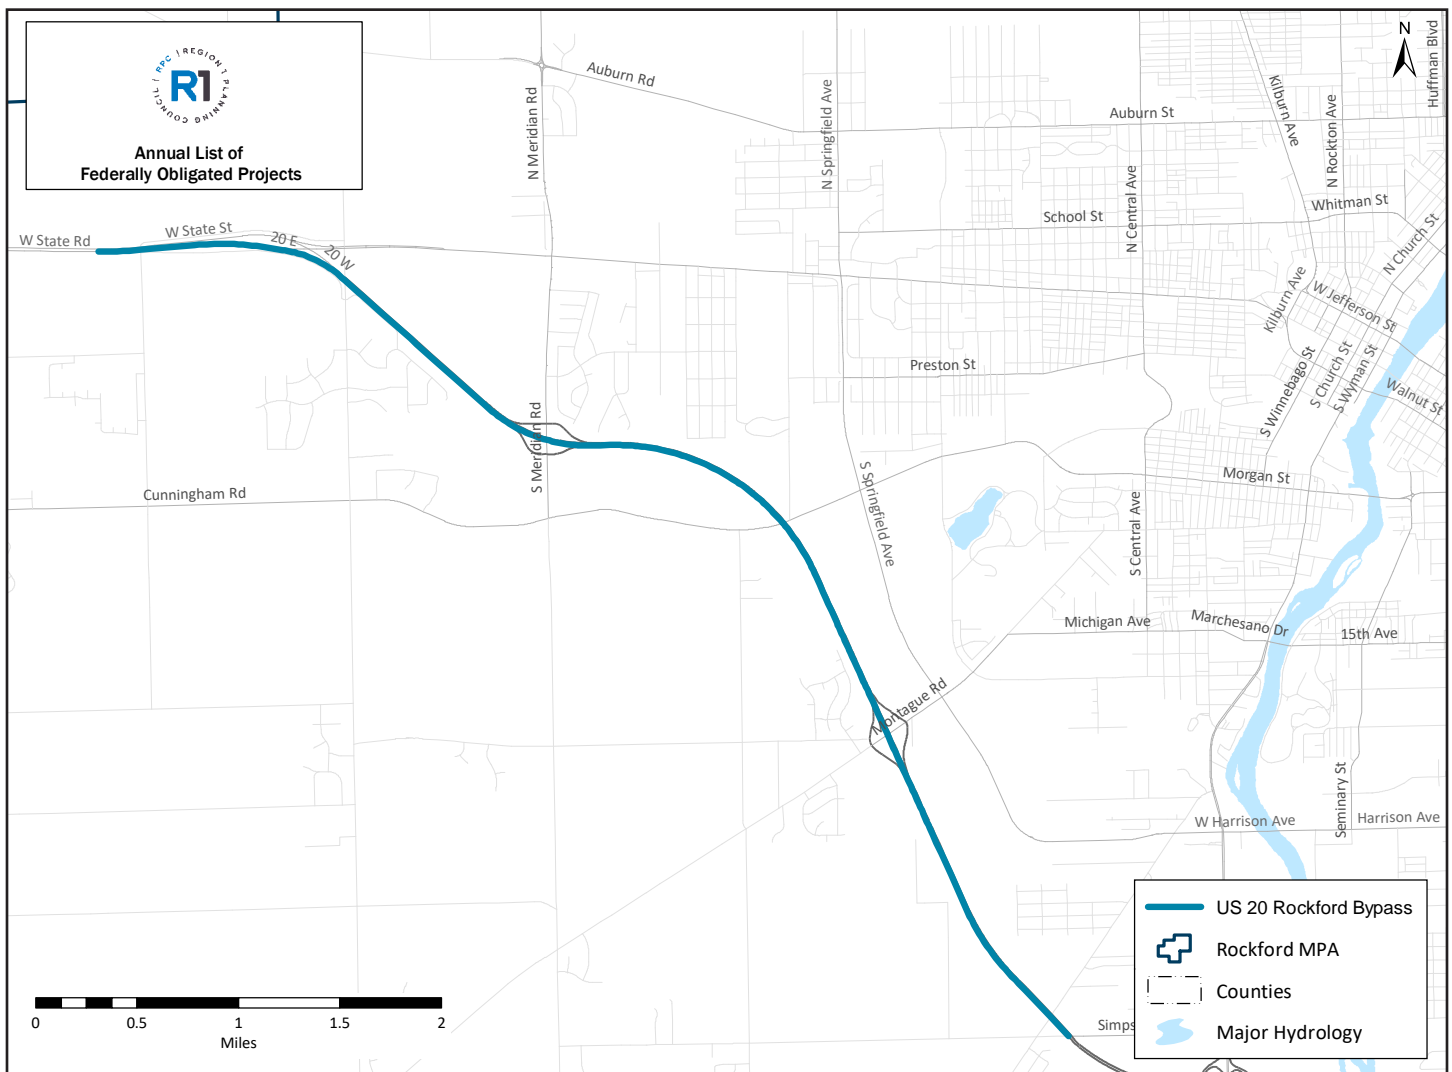 RPC | REGION 1 PLANNING COUNCIL |
R1
Annual List of
Federally Obligated Projects
N
Auburn Rd
N Meridian Rd
N Springfield Ave
Auburn St
Kilburn Ave
N Rockton Ave
Huffman Blvd
N Central Ave
School St
Whitman St
N Church St
W State Rd
W State St
20 E
20 W
Kilburn Ave
W Jefferson St
Preston St
S Winnebago St
S Church St
S Wyman St
Walnut St
S Meridian Rd
Cunningham Rd
S Springfield Ave
Morgan St
S Central Ave
Michigan Ave
Marchesano Dr
15th Ave
Montague Rd
Seminary St
W Harrison Ave
Harrison Ave
Simps
US 20 Rockford Bypass
Rockford MPA
Counties
Major Hydrology
0 0.5 1 1.5 2
Miles